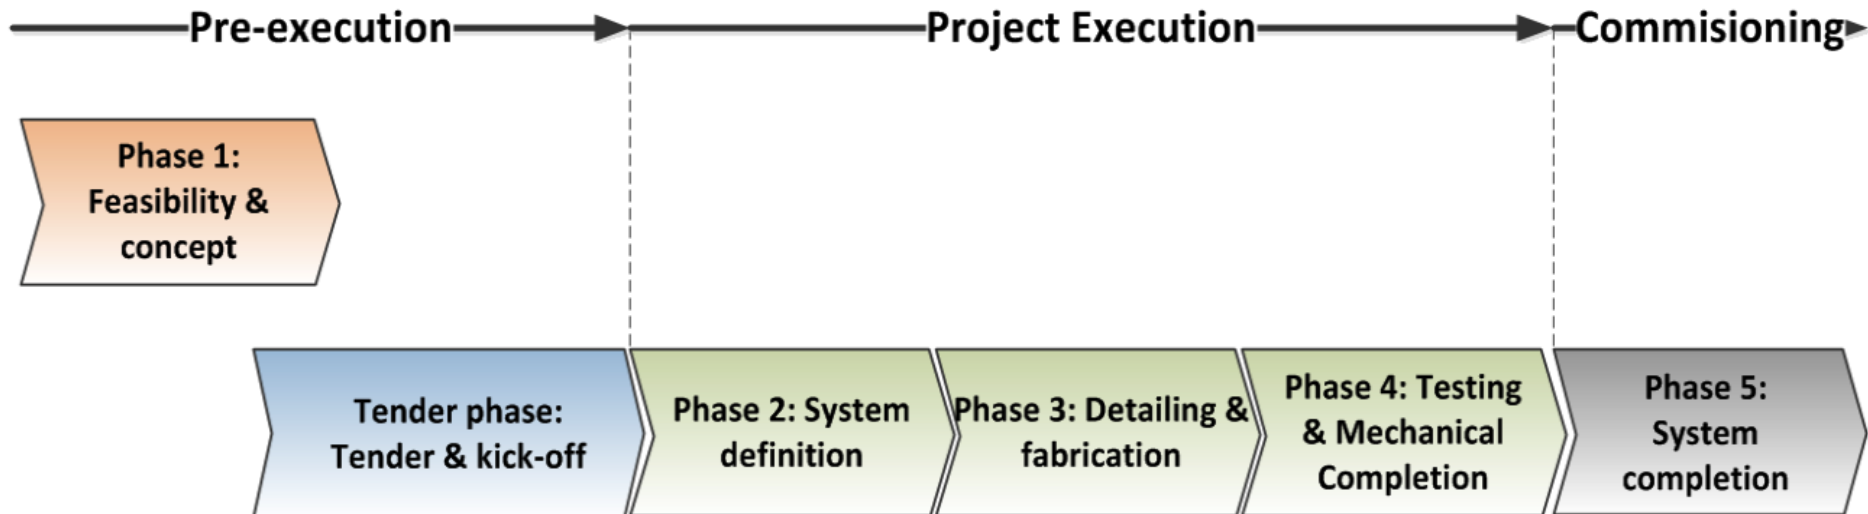 Pre-execution
Project Execution
Commisioning
Phase 1:
Feasibility &
concept
Tender phase:
Tender & kick-off
Phase 2: System
definition
Phase 3: Detailing &
fabrication
Phase 4: Testing
& Mechanical
Completion
Phase 5:
System
completion